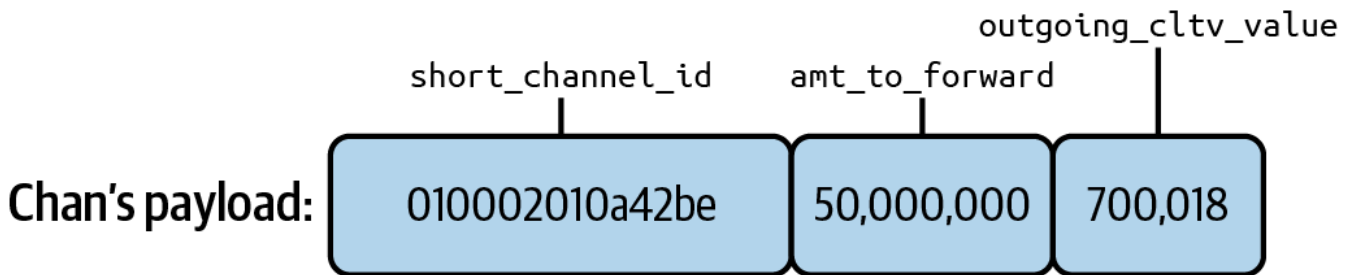 outgoing_cltv_value
short_channel_id amt_to_forward
Chan's payload: 010002010a42be 50,000,000 700,018